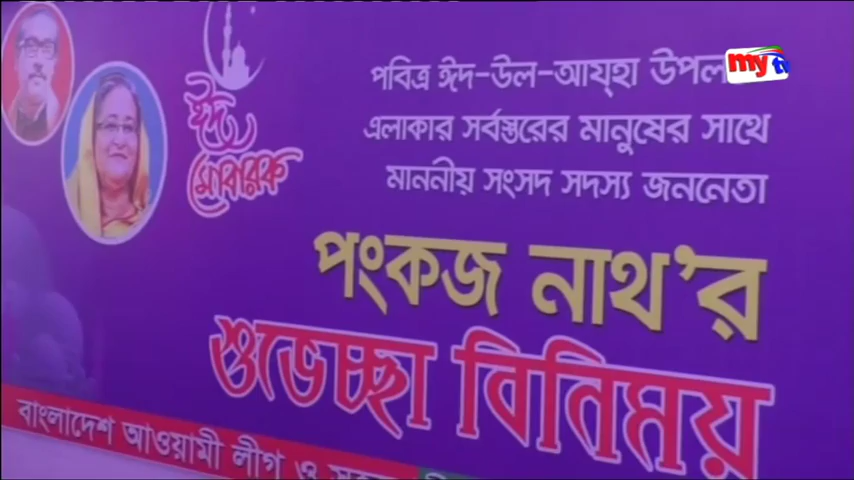 my tv
ঈদ
মোবারক
পবিত্র ঈদ-উল-আয্হা
এলাকার সর্বস্তরের মানুষের সাথে
মাননীয় সংসদ সদস্য জননেতা
পংকজ নাথ'র
শুভেচ্ছা বিনিময়
বাংলাদেশ আওয়ামী লীগ ও